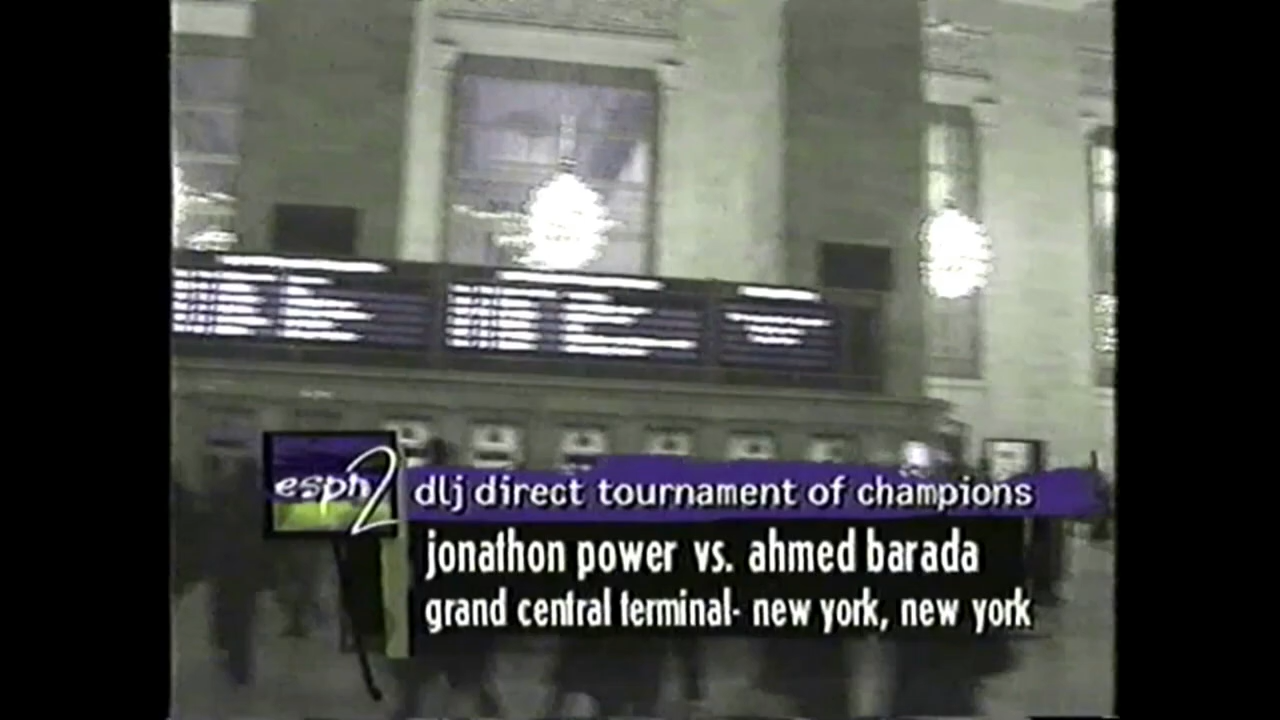 espn2
dlj direct tournament of champions
jonathon power vs. ahmed barada
grand central terminal- new york, new york